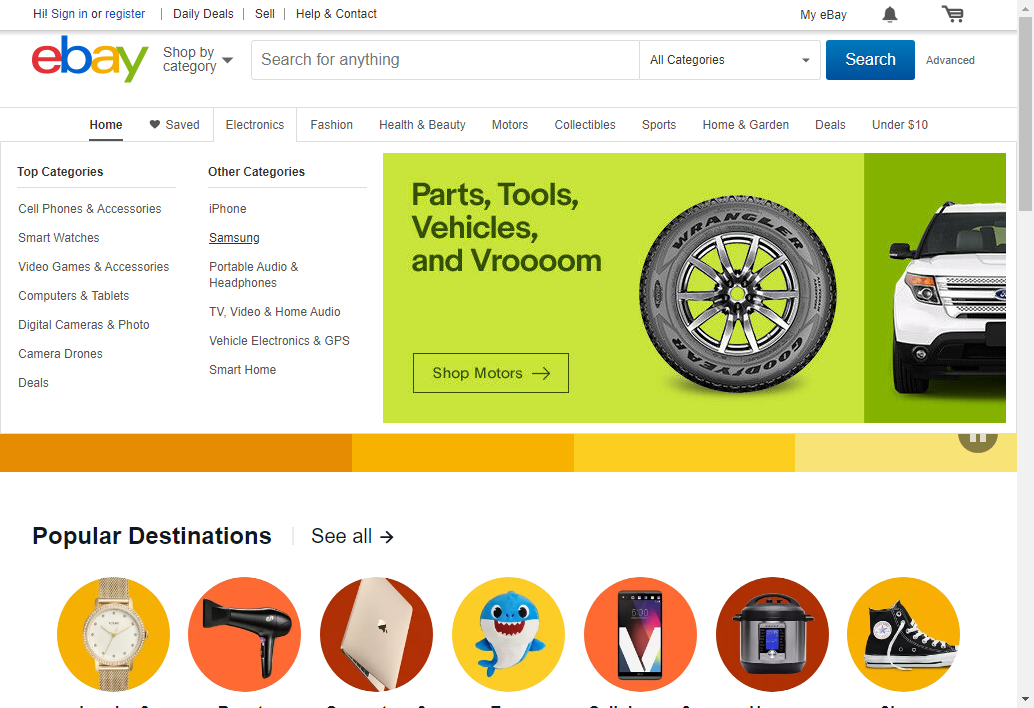 Hi! Sign in or register
Daily Deals
Sell
Help & Contact
My eBay
ebay
Shop by category
Search for anything
All Categories
Search
Advanced
Home
Saved
Electronics
Fashion
Health & Beauty
Motors
Collectibles
Sports
Home & Garden
Deals
Under $10
Top Categories
Cell Phones & Accessories
Smart Watches
Video Games & Accessories
Computers & Tablets
Digital Cameras & Photo
Camera Drones
Deals
Other Categories
iPhone
Samsung
Portable Audio &
Headphones
TV, Video & Home Audio
Vehicle Electronics & GPS
Smart Home
Parts, Tools,
Vehicles,
and Vroooom
Shop Motors
WRANGLER
GOODYEAR
Popular Destinations
See all
6:00